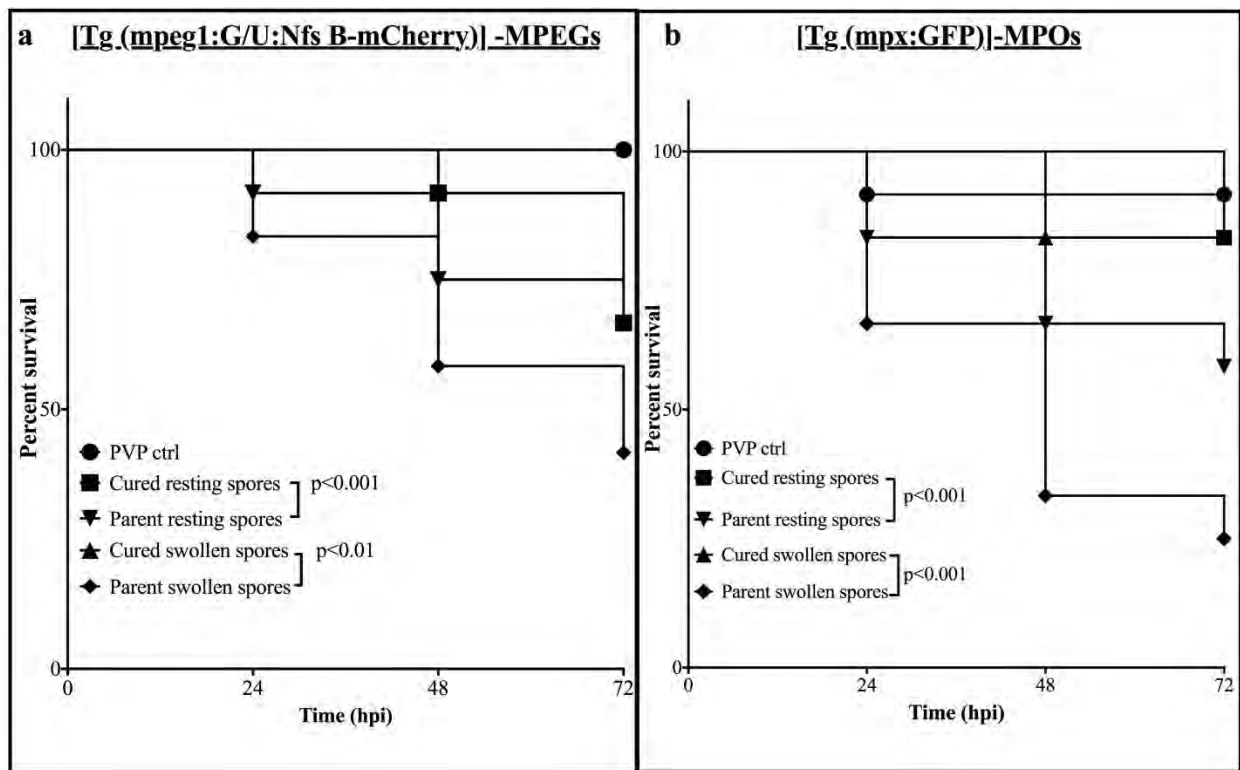 a [Tg (mpeg1:G/U:Nfs B-mCherry)] -MPEGs
Percent survival
100
50
0
PVP ctrl
Cured resting spores
Parent resting spores
p<0.001
Cured swollen spores
Parent swollen spores
p<0.01
0 24 48 72
Time (hpi)
b [Tg (mpx:GFP)]-MPOs
Percent survival
100
50
0
PVP ctrl
Cured resting spores
Parent resting spores
p<0.001
Cured swollen spores
Parent swollen spores
p<0.001
0 24 48 72
Time (hpi)